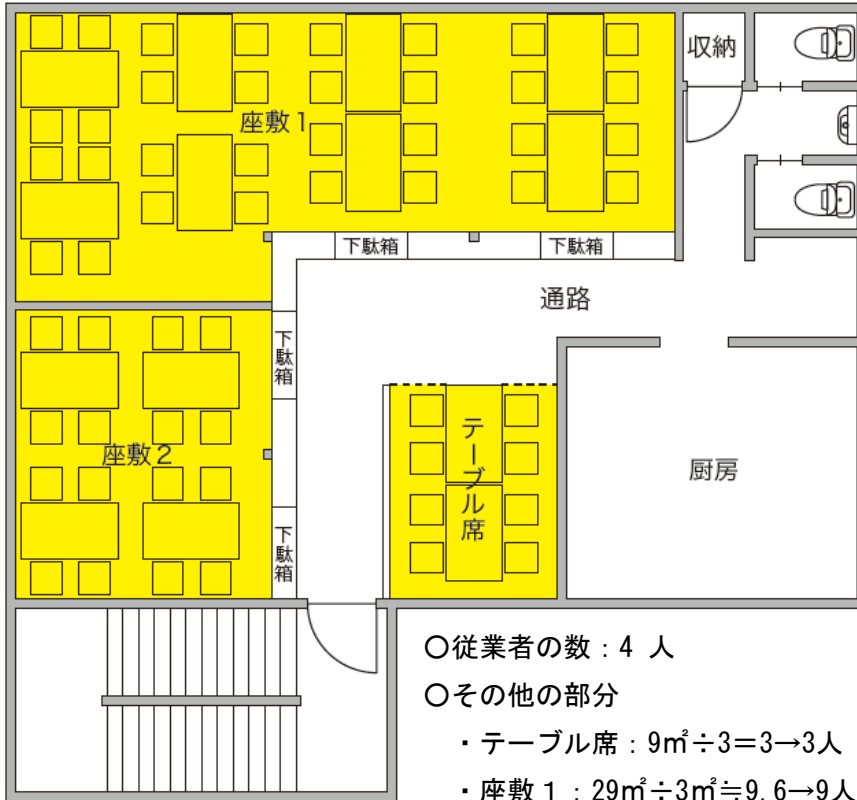 収納
座敷1
下駄箱
下駄箱
通路
下駄箱
テーブル席
座敷2
厨房
下駄箱
〇従業者の数：4 人
〇その他の部分
・テーブル席：9㎡÷3＝3→3人
・座敷1：29㎡÷3㎡≒9.6→9人